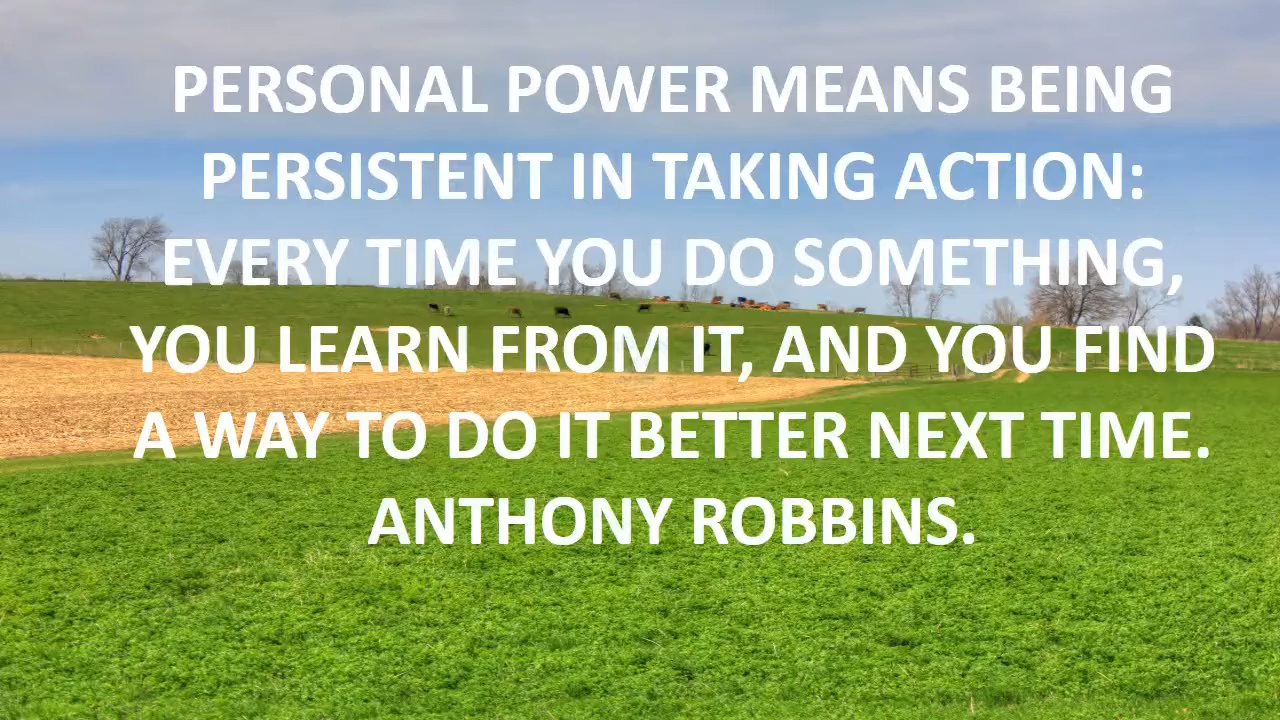 PERSONAL POWER MEANS BEING
PERSISTENT IN TAKING ACTION:
EVERY TIME YOU DO SOMETHING,
YOU LEARN FROM IT, AND YOU FIND
A WAY TO DO IT BETTER NEXT TIME.
ANTHONY ROBBINS.